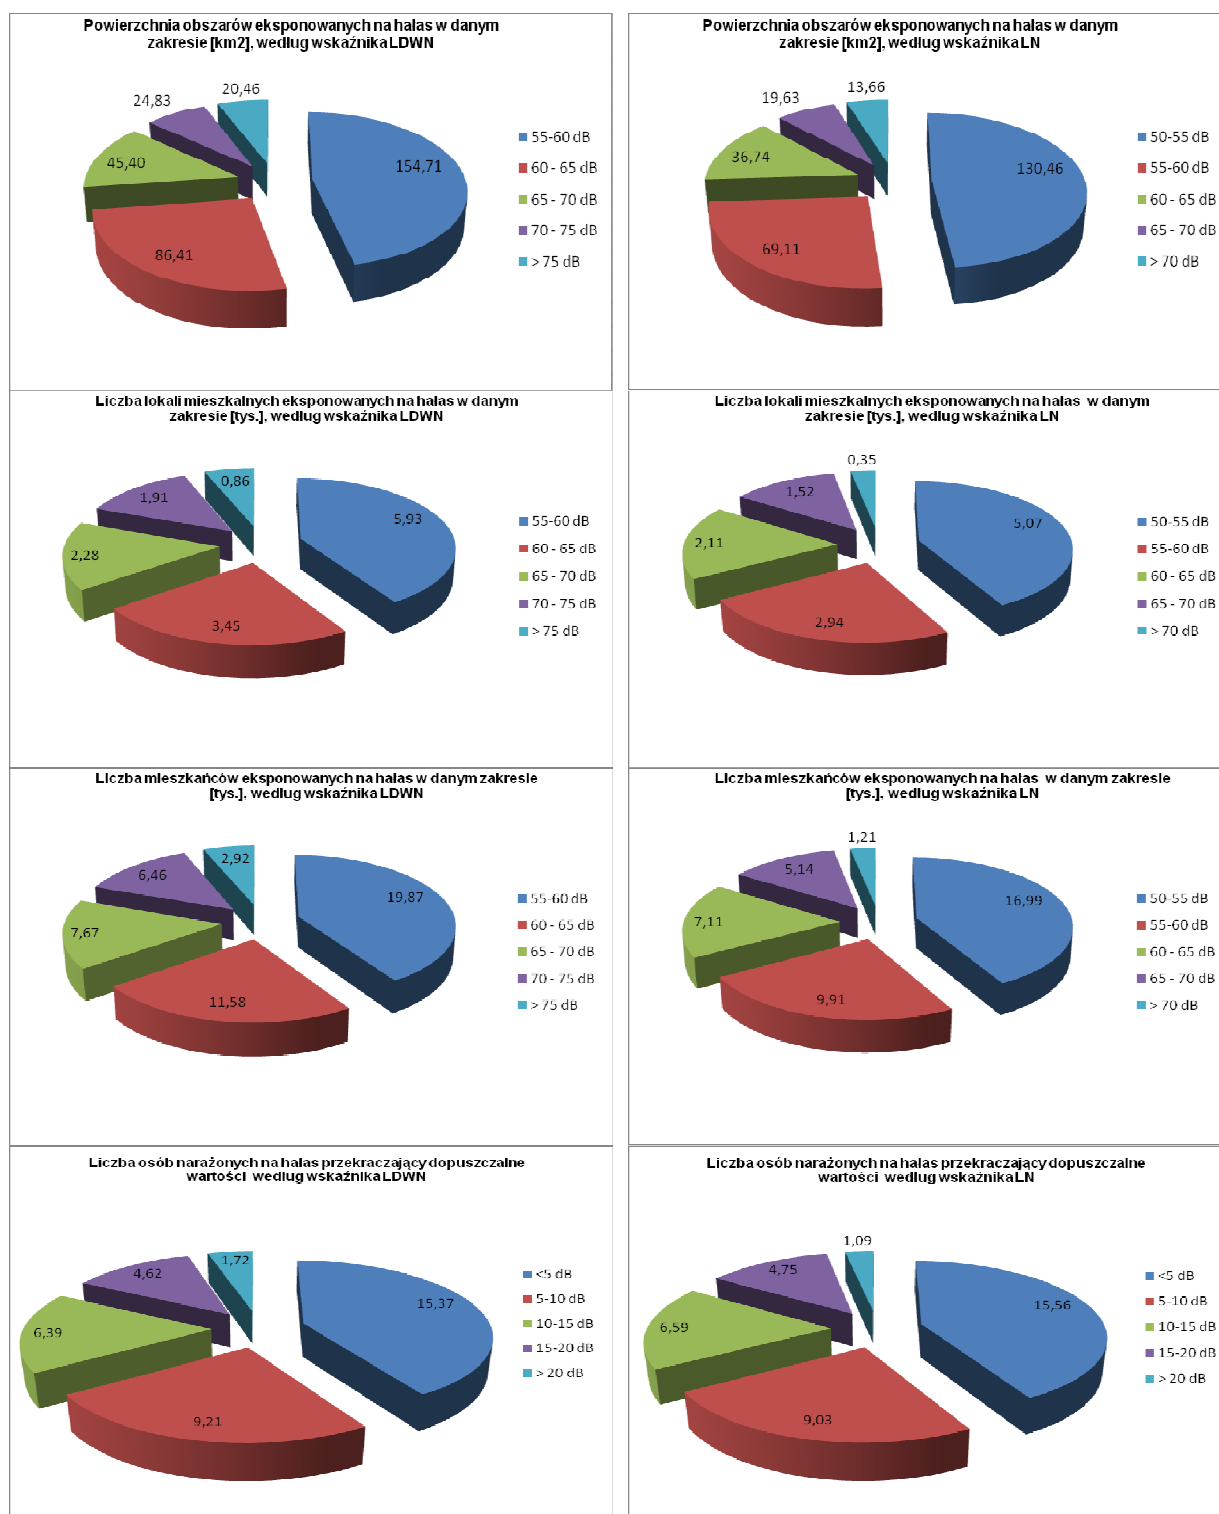 Powierzchnia obszarów eksponowanych na hałas w danym
zakresie [km2], według wskaźnika LDWN
154,71
86,41
45,40
24,83
20,46
55-60 dB
60 - 65 dB
65 - 70 dB
70 - 75 dB
> 75 dB
Powierzchnia obszarów eksponowanych na hałas w danym
zakresie [km2], według wskaźnika LN
130,46
69,11
36,74
19,63
13,66
50-55 dB
55-60 dB
60 - 65 dB
65 - 70 dB
> 70 dB
Liczba lokali mieszkalnych eksponowanych na hałas w danym
zakresie [tys.], według wskaźnika LDWN
5,93
3,45
2,28
1,91
0,86
55-60 dB
60 - 65 dB
65 - 70 dB
70 - 75 dB
> 75 dB
Liczba lokali mieszkalnych eksponowanych na hałas w danym
zakresie [tys.], według wskaźnika LN
5,07
2,94
2,11
1,52
0,35
50-55 dB
55-60 dB
60 - 65 dB
65 - 70 dB
> 70 dB
Liczba mieszkańców eksponowanych na hałas w danym zakresie
[tys.], według wskaźnika LDWN
19,87
11,58
7,67
6,46
2,92
55-60 dB
60 - 65 dB
65 - 70 dB
70 - 75 dB
> 75 dB
Liczba mieszkańców eksponowanych na hałas w danym zakresie
[tys.], według wskaźnika LN
16,99
9,91
7,11
5,14
1,21
50-55 dB
55-60 dB
60 - 65 dB
65 - 70 dB
> 70 dB
Liczba osób narażonych na hałas przekraczający dopuszczalne
wartości według wskaźnika LDWN
15,37
9,21
6,39
4,62
1,72
<5 dB
5-10 dB
10-15 dB
15-20 dB
> 20 dB
Liczba osób narażonych na hałas przekraczający dopuszczalne
wartości według wskaźnika LN
15,56
9,03
6,59
4,75
1,09
<5 dB
5-10 dB
10-15 dB
15-20 dB
> 20 dB